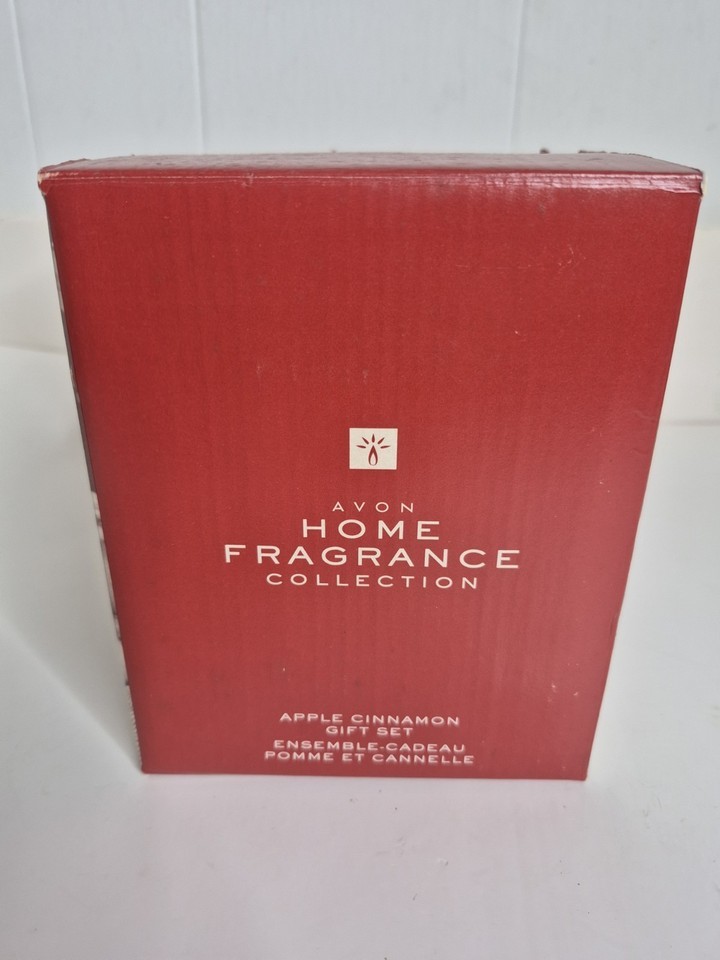 AVON
HOME
FRAGRANCE
COLLECTION
APPLE CINNAMON
GIFT SET
ENSEMBLE-CADEAU
POMME ET CANNELLE